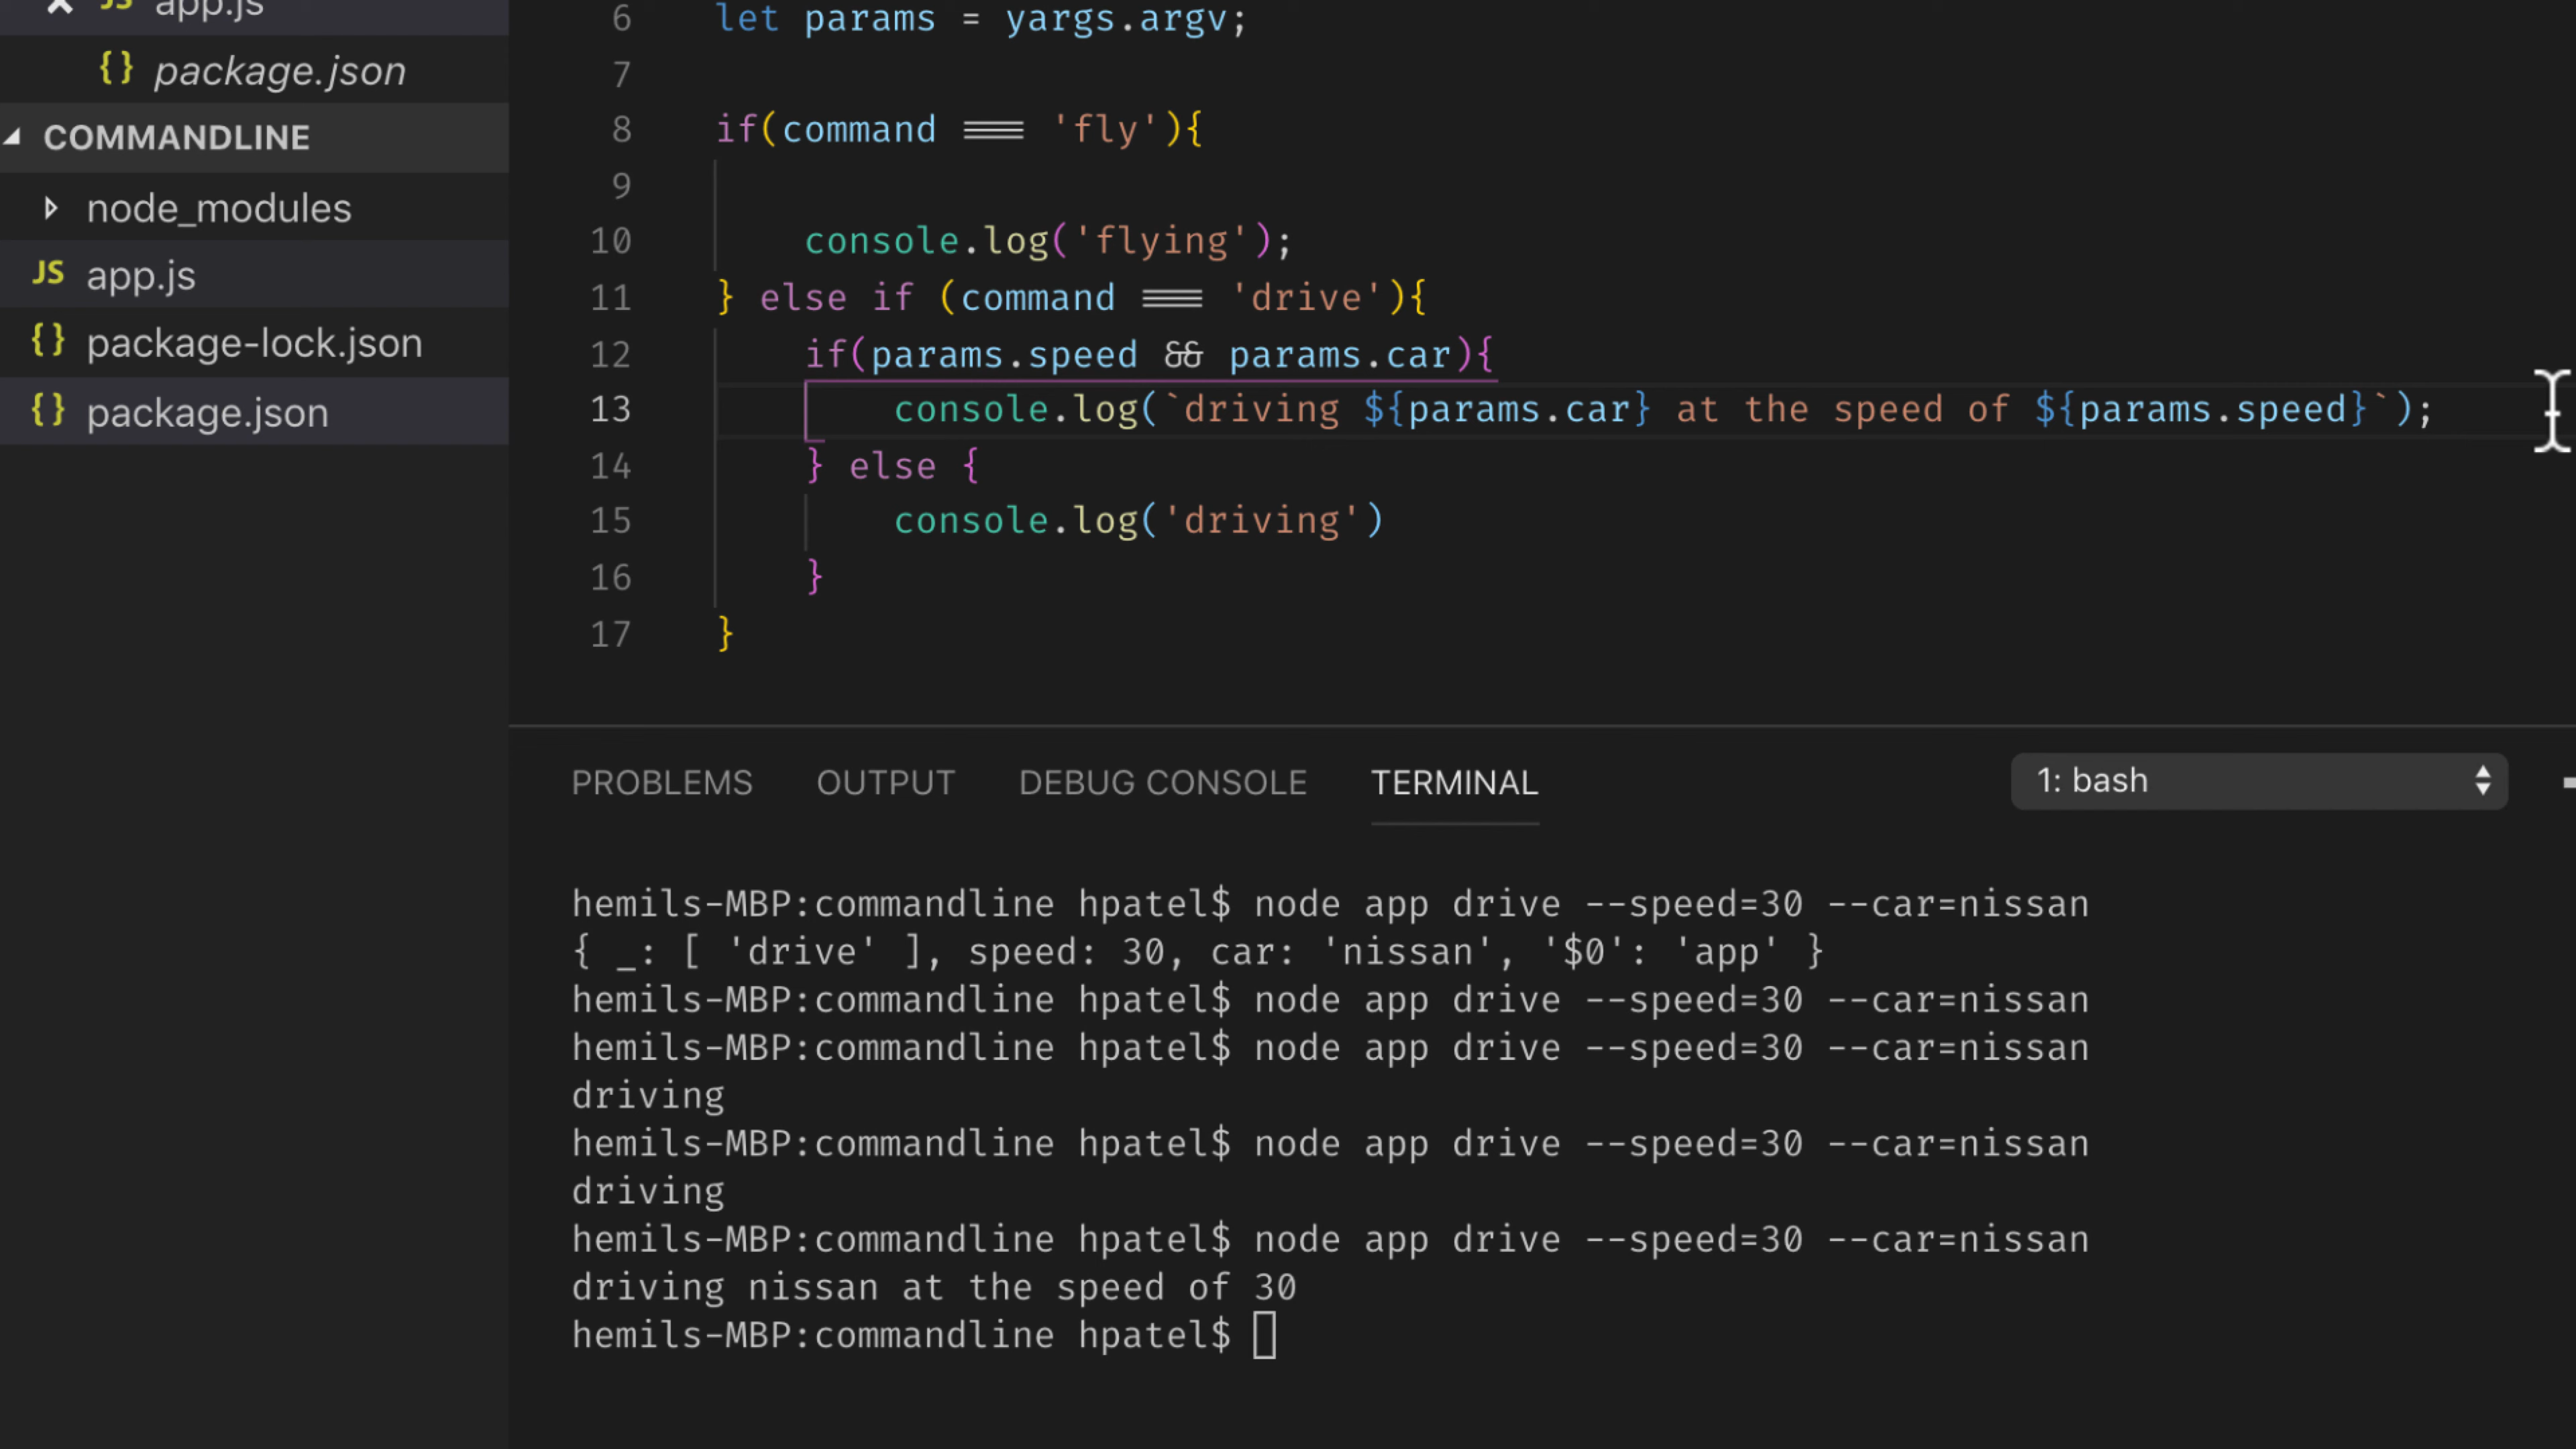 JS app.js
{} package.json
COMMANDLINE
node_modules
JS app.js
{} package-lock.json
{} package.json
6 let params = yargs.argv;
7
8 if(command === 'fly'){
9
10 console.log('flying');
11 } else if (command === 'drive'){
12 if(params.speed && params.car){
13 console.log(`driving ${params.car} at the speed of ${params.speed}`);
14 } else {
15 console.log('driving')
16 }
17 }
PROBLEMS OUTPUT DEBUG CONSOLE TERMINAL 1: bash
hemils-MBP:commandline hpatel$ node app drive --speed=30 --car=nissan
{ _: [ 'drive' ], speed: 30, car: 'nissan', '$0': 'app' }
hemils-MBP:commandline hpatel$ node app drive --speed=30 --car=nissan
hemils-MBP:commandline hpatel$ node app drive --speed=30 --car=nissan
driving
hemils-MBP:commandline hpatel$ node app drive --speed=30 --car=nissan
driving
hemils-MBP:commandline hpatel$ node app drive --speed=30 --car=nissan
driving nissan at the speed of 30
hemils-MBP:commandline hpatel$